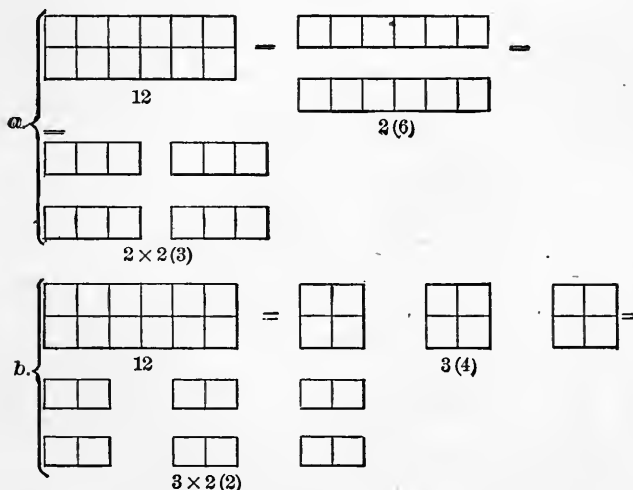 a.
= =
12
2(6)
=
2 × 2(3)
b.
= =
12
3(4)
3 × 2(2)